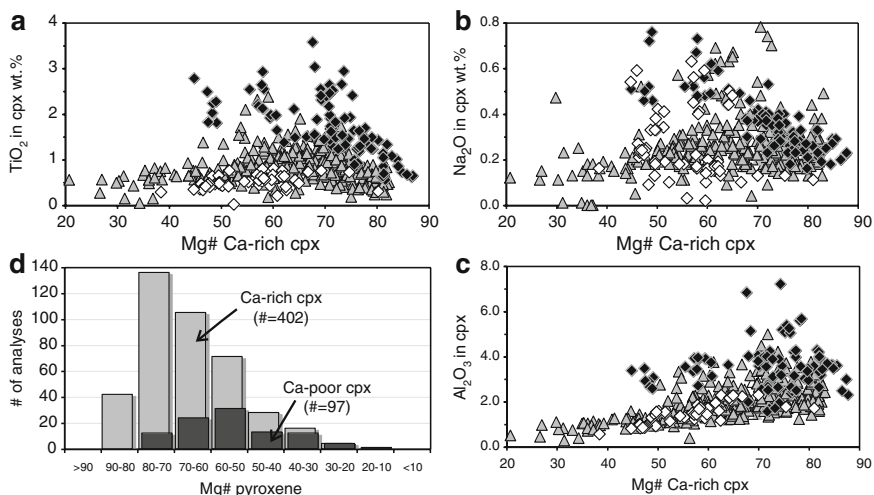 a
TiO2 in cpx wt.%
4
3
2
1
0
20 30 40 50 60 70 80 90
Mg# Ca-rich cpx
b
Na2O in cpx wt.%
0.8
0.6
0.4
0.2
0.0
20 30 40 50 60 70 80 90
Mg# Ca-rich cpx
d
# of analyses
140
120
100
80
60
40
20
0
Ca-rich cpx
(#=402)
Ca-poor cpx
(#=97)
>90 90-80 80-70 70-60 60-50 50-40 40-30 30-20 20-10 <10
Mg# pyroxene
c
Al2O3 in cpx
8.0
6.0
4.0
2.0
0.0
20 30 40 50 60 70 80 90
Mg# Ca-rich cpx